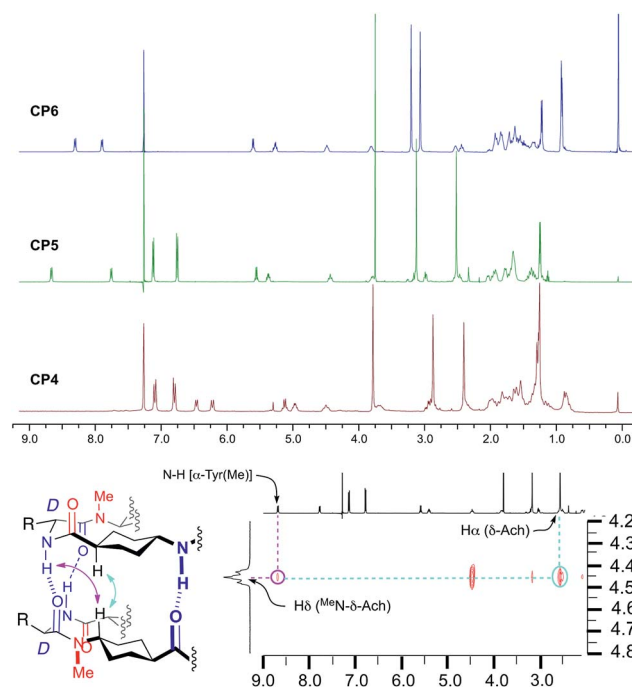 CP6
CP5
CP4
9.0 8.0 7.0 6.0 5.0 4.0 3.0 2.0 1.0 0.0
N-H [α-Tyr(Me)]
Hα (δ-Ach)
Hδ (MeN-δ-Ach)
4.2
4.3
4.4
4.5
4.6
4.7
4.8
9.0 8.0 7.0 6.0 5.0 4.0 3.0
Me
D O N
R
N O N
H H H
H H
O N O
R O
D N
Me